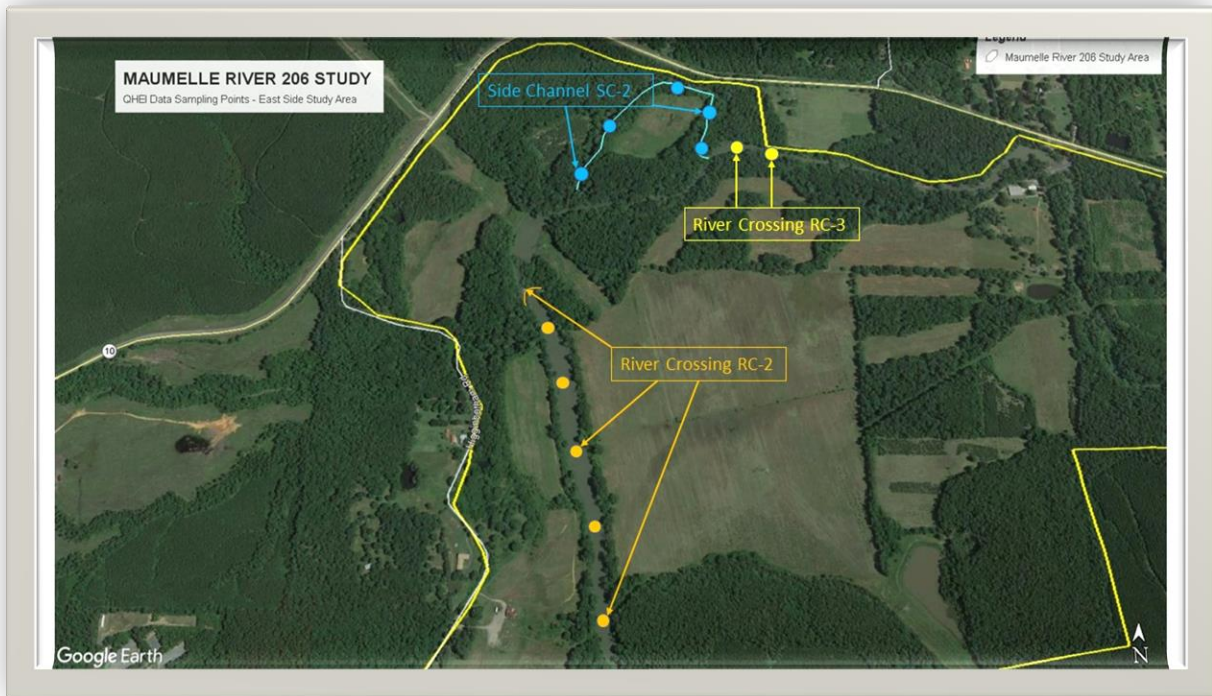 MAUMELLE RIVER 206 STUDY
QHEI Data Sampling Points - East Side Study Area
Legend
Maumelle River 206 Study Area
Side Channel SC-2
River Crossing RC-3
River Crossing RC-2
10
Google Earth
N